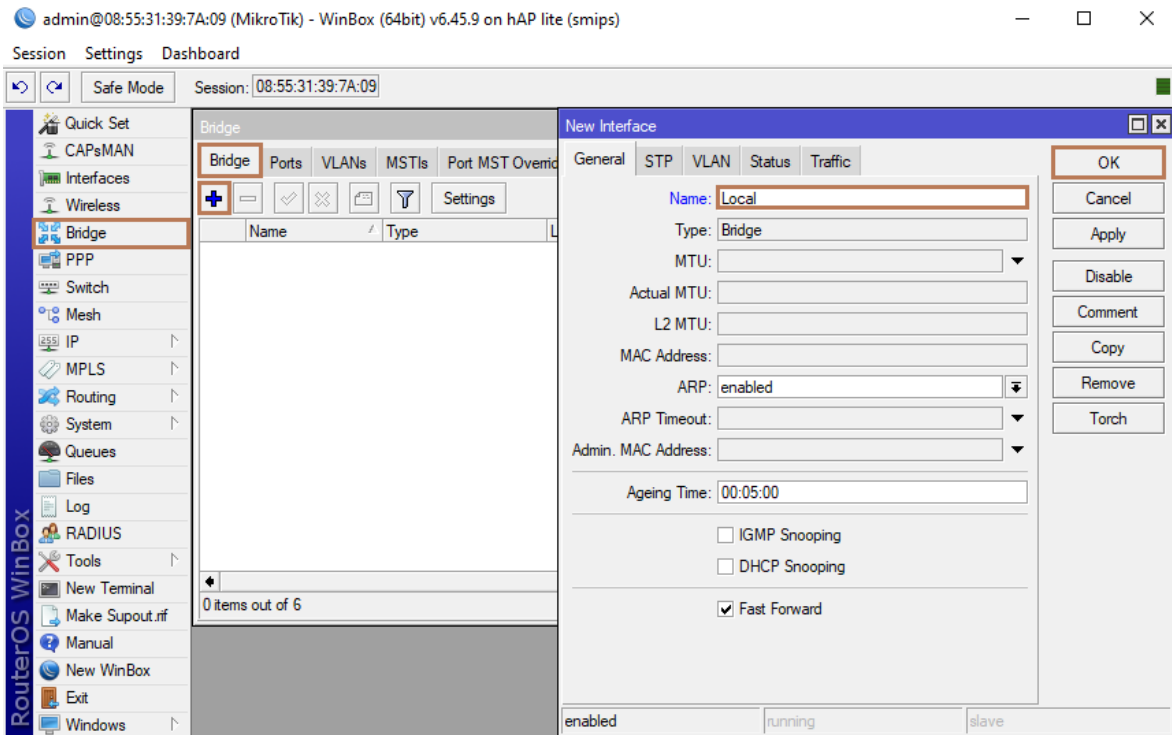 admin@08:55:31:39:7A:09 (MikroTik) - WinBox (64bit) v6.45.9 on hAP lite (smips)
Session Settings Dashboard
Safe Mode Session: 08:55:31:39:7A:09
Quick Set
CAPsMAN
Interfaces
Wireless
Bridge
PPP
Switch
Mesh
255 IP
MPLS
Routing
System
Queues
Files
Log
RADIUS
Tools
New Terminal
Make Supout.rif
Manual
New WinBox
Exit
Windows
RouterOS WinBox
Bridge
Bridge Ports VLANs MSTIs Port MST Overrid
Settings
Name Type L
0 items out of 6
New Interface
General STP VLAN Status Traffic
Name: Local
Type: Bridge
MTU:
Actual MTU:
L2 MTU:
MAC Address:
ARP: enabled
ARP Timeout:
Admin. MAC Address:
Ageing Time: 00:05:00
IGMP Snooping
DHCP Snooping
Fast Forward
enabled running slave
OK
Cancel
Apply
Disable
Comment
Copy
Remove
Torch